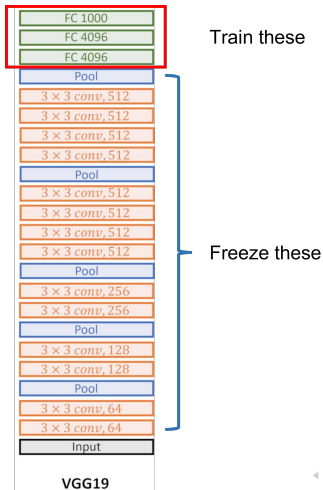 FC 1000
FC 4096
FC 4096
Pool
3 × 3 conv, 512
3 × 3 conv, 512
3 × 3 conv, 512
3 × 3 conv, 512
Pool
3 × 3 conv, 512
3 × 3 conv, 512
3 × 3 conv, 512
3 × 3 conv, 512
Pool
3 × 3 conv, 256
3 × 3 conv, 256
Pool
3 × 3 conv, 128
3 × 3 conv, 128
Pool
3 × 3 conv, 64
3 × 3 conv, 64
Input
VGG19
Train these
Freeze these